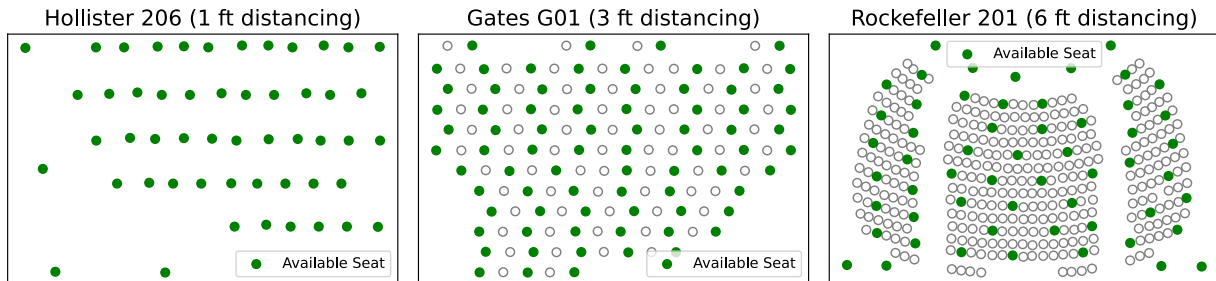 Hollister 206 (1 ft distancing)
Gates G01 (3 ft distancing)
Rockefeller 201 (6 ft distancing)
Available Seat
Available Seat
Available Seat